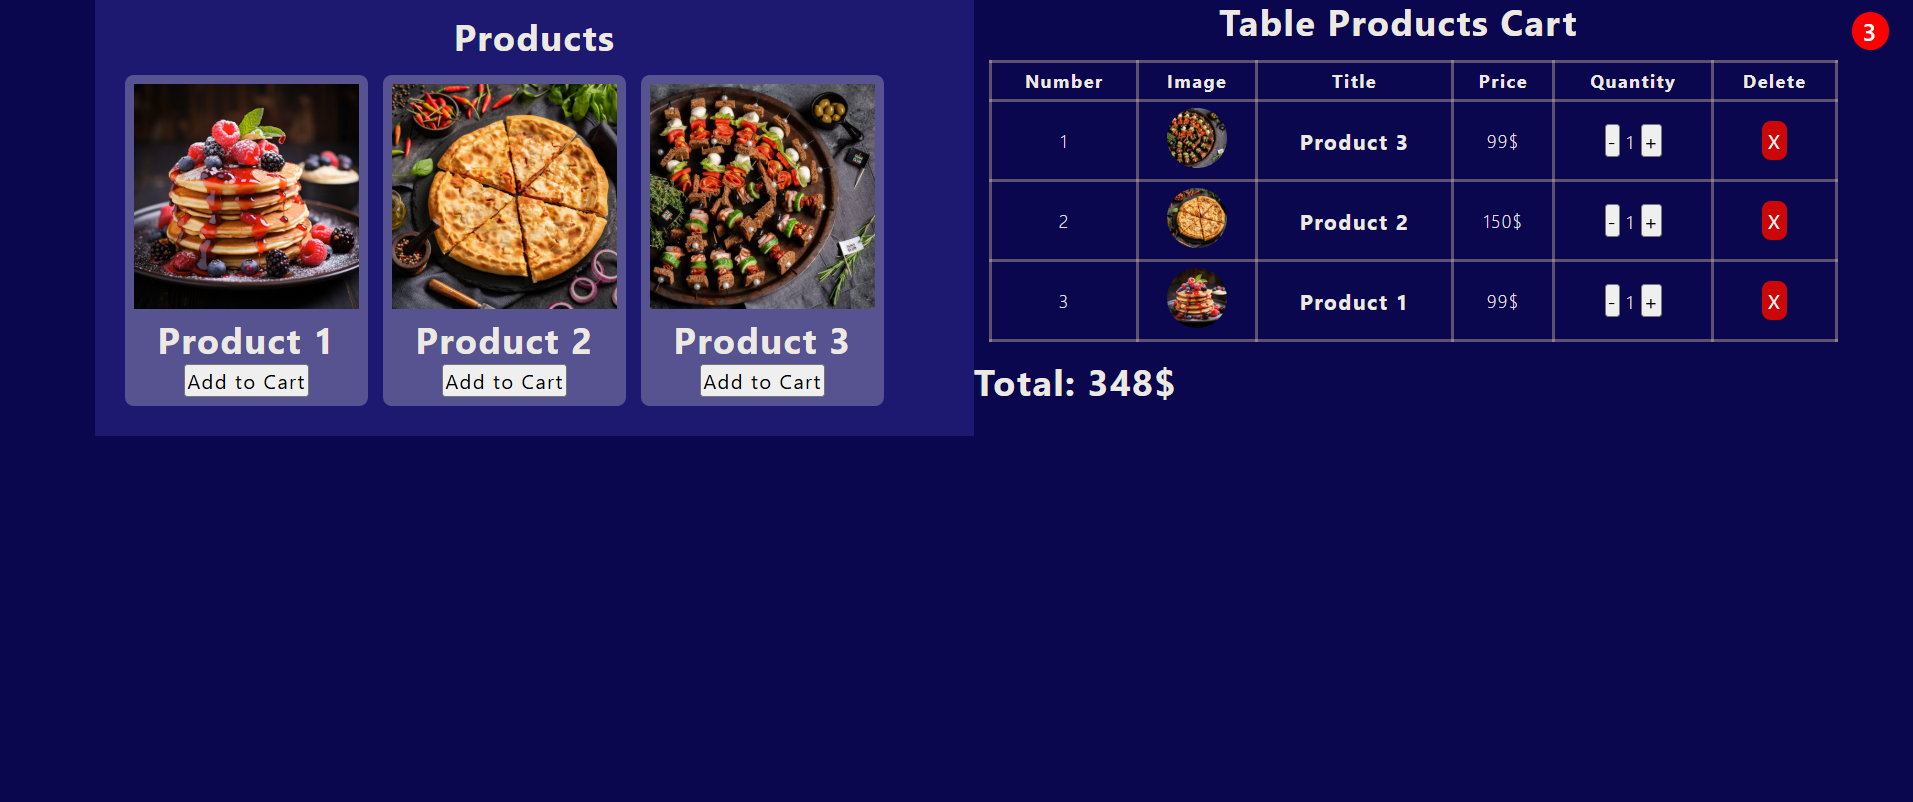 Products
Product 1
Add to Cart
Product 2
Add to Cart
Product 3
Add to Cart
Table Products Cart
3
Number Image Title Price Quantity Delete
1 Product 3 99$ - 1 + X
2 Product 2 150$ - 1 + X
3 Product 1 99$ - 1 + X
Total: 348$